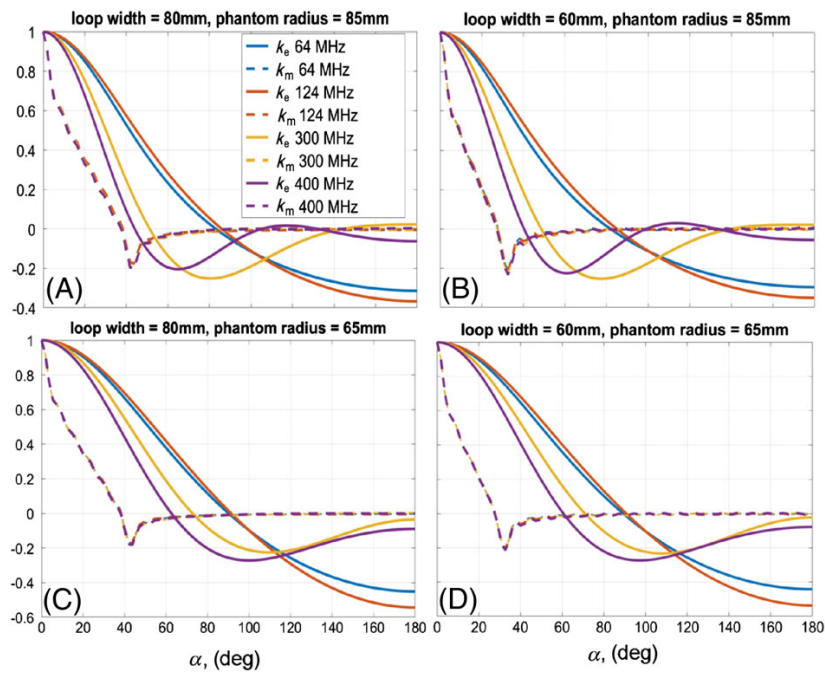 loop width = 80mm, phantom radius = 85mm
1
0.8
0.6
0.4
0.2
0
-0.2
-0.4
(A)
kₑ 64 MHz
kₘ 64 MHz
kₑ 124 MHz
kₘ 124 MHz
kₑ 300 MHz
kₘ 300 MHz
kₑ 400 MHz
kₘ 400 MHz
loop width = 60mm, phantom radius = 85mm
(B)
loop width = 80mm, phantom radius = 65mm
1
0.8
0.6
0.4
0.2
0
-0.2
-0.4
-0.6
(C)
0 20 40 60 80 100 120 140 160 180
α, (deg)
loop width = 60mm, phantom radius = 65mm
(D)
0 20 40 60 80 100 120 140 160 180
α, (deg)